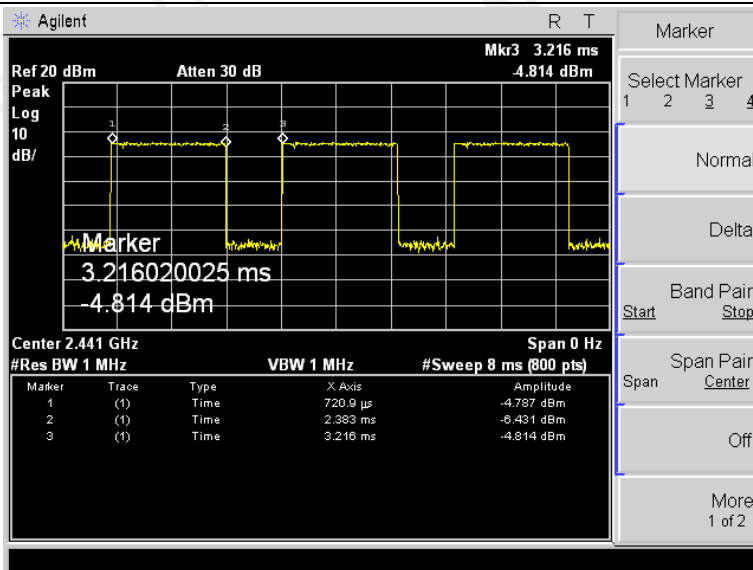 Agilent R T
Mkr3 3.216 ms
Ref 20 dBm Atten 30 dB -4.814 dBm
Peak
Log
10
dB/
1 2 3
Marker
3.216020025 ms
-4.814 dBm
Center 2.441 GHz Span 0 Hz
#Res BW 1 MHz VBW 1 MHz #Sweep 8 ms (800 pts)
Marker Trace Type X Axis Amplitude
1 (1) Time 720.9 µs -4.787 dBm
2 (1) Time 2.383 ms -6.431 dBm
3 (1) Time 3.216 ms -4.814 dBm
Marker
Select Marker
1 2 3 4
Normal
Delta
Band Pair
Start Stop
Span Pair
Span Center
Off
More
1 of 2